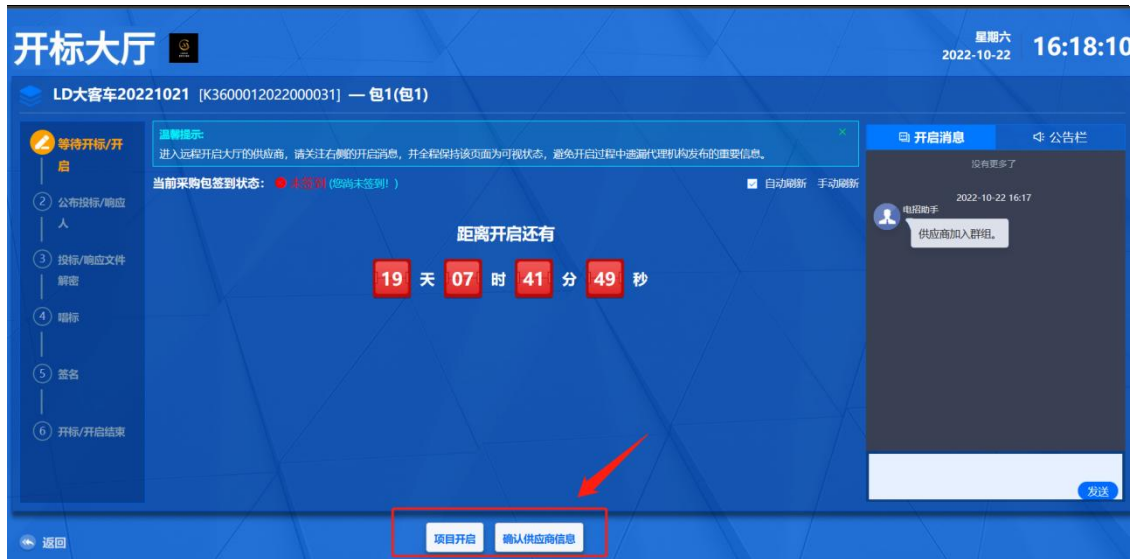 开标大厅
星期六
2022-10-22
16:18:10
LD大客车20221021 [K3600012022000031] — 包1(包1)
等待开标/开启
2 公布投标/响应人
3 投标/响应文件解密
4 唱标
5 签名
6 开标/开启结束
温馨提示:
进入远程开启大厅的供应商，请关注右侧的开启消息，并全程保持该页面为可视状态，避免开启过程中遗漏代理机构发布的重要信息。
×
当前采购包签到状态： 未签到 (您尚未签到！)
自动刷新 手动刷新
距离开启还有
19 天 07 时 41 分 49 秒
开启消息 公告栏
没有更多了
2022-10-22 16:17
电招助手
供应商加入群组。
发送
返回
项目开启 确认供应商信息